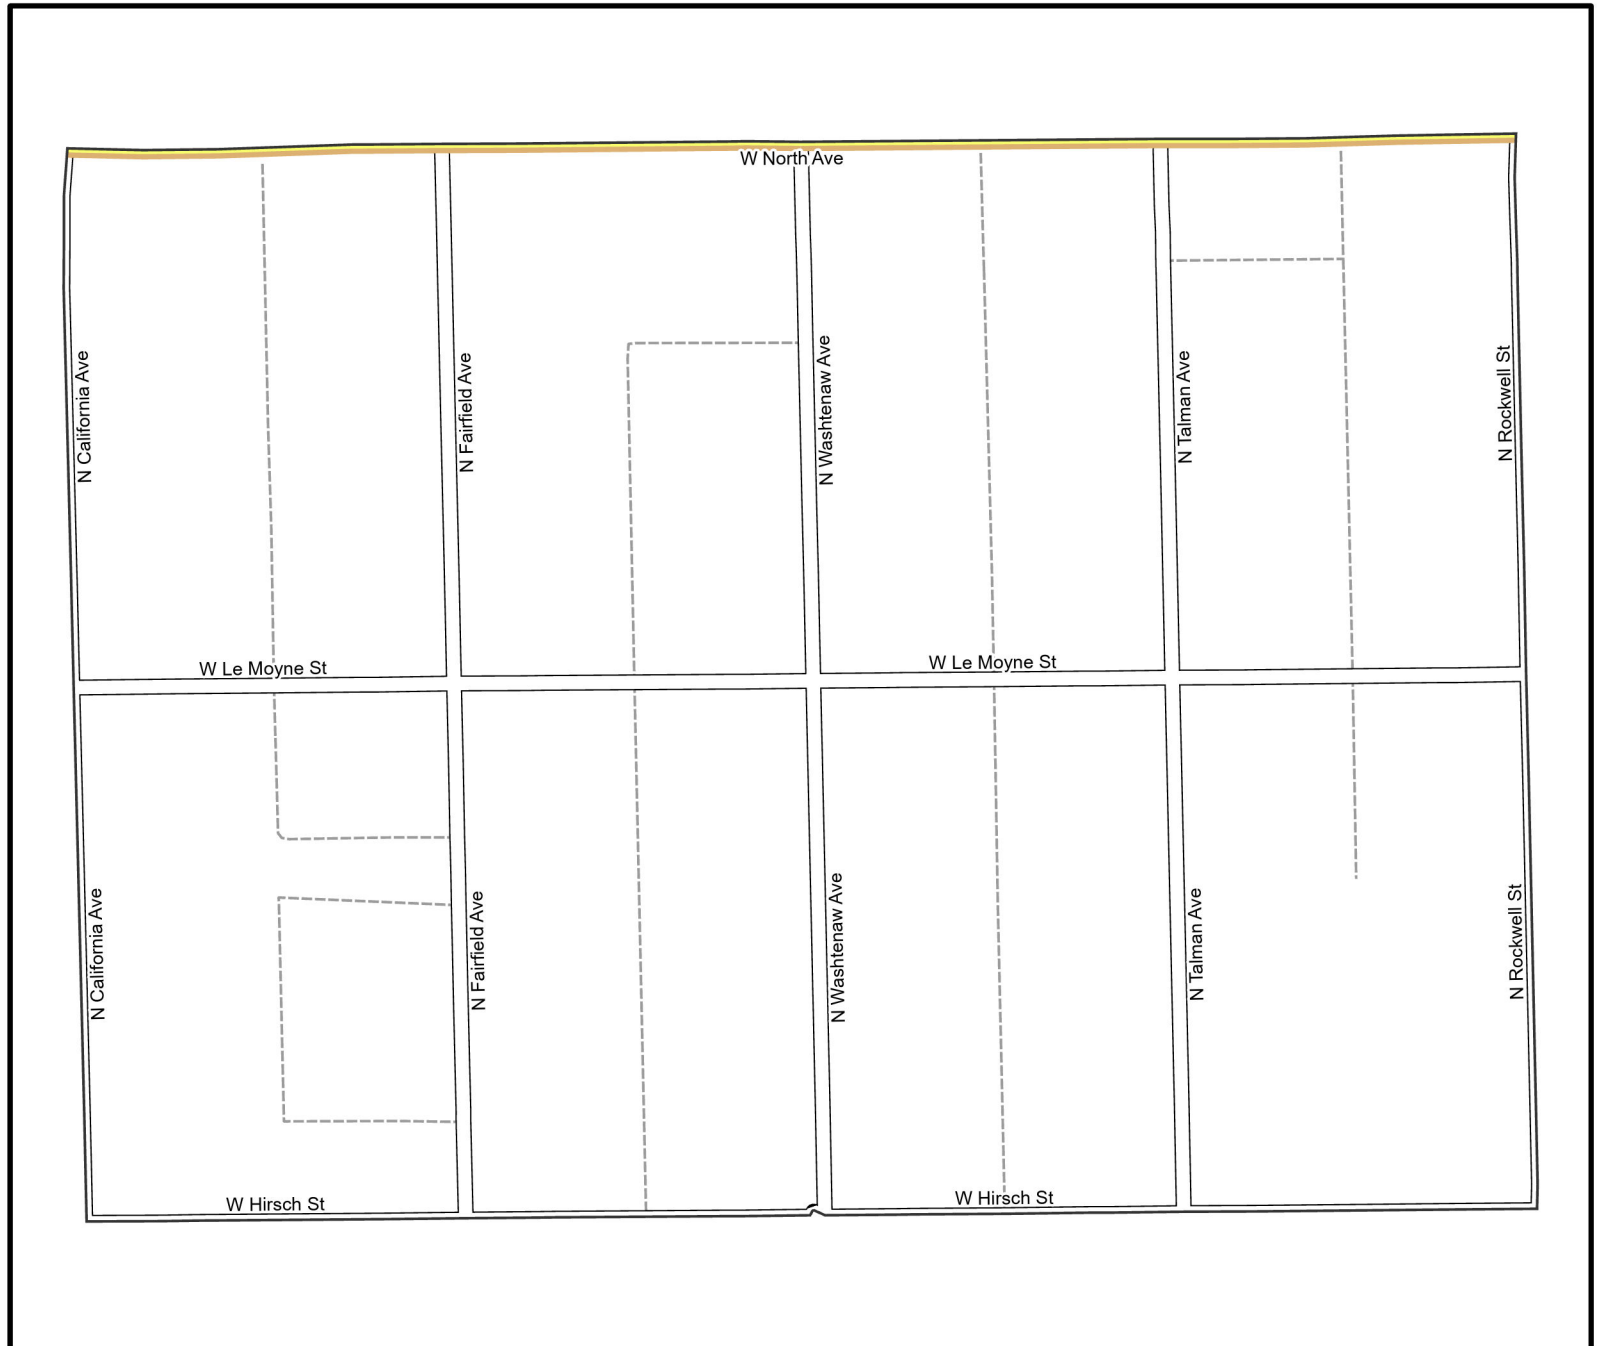 W North Ave
N California Ave
N Fairfield Ave
N Washtenaw Ave
N Talman Ave
N Rockwell St
W Le Moyne St
W Le Moyne St
N California Ave
N Fairfield Ave
N Washtenaw Ave
N Talman Ave
N Rockwell St
W Hirsch St
W Hirsch St